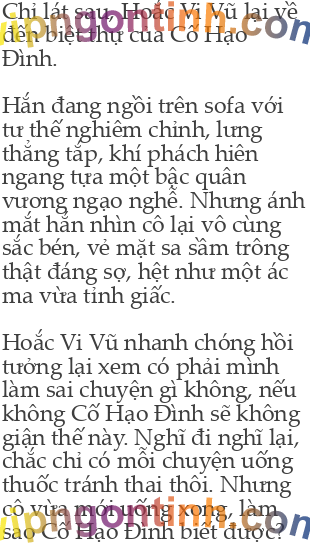 Chỉ lát sau, Hoắc Vi Vũ lại về
đến biệt thự của Cố Hạo
Đình.
Hắn đang ngồi trên sofa với
tư thế nghiêm chỉnh, lưng
thẳng tắp, khí phách hiên
ngang tựa một bậc quân
vương ngạo nghễ. Nhưng ánh
mắt hắn nhìn cô lại vô cùng
sắc bén, vẻ mặt sa sầm trông
thật đáng sợ, hệt như một ác
ma vừa tỉnh giấc.
Hoắc Vi Vũ nhanh chóng hồi
tưởng lại xem có phải mình
làm sai chuyện gì không, nếu
không Cố Hạo Đình sẽ không
giận thế này. Nghĩ đi nghĩ lại,
chắc chỉ có mỗi chuyện uống
thuốc tránh thai thôi. Nhưng
cô vừa mới uống xong, làm
sao Cố Hạo Đình biết được?
vipngontinh.com
vipngontinh.com